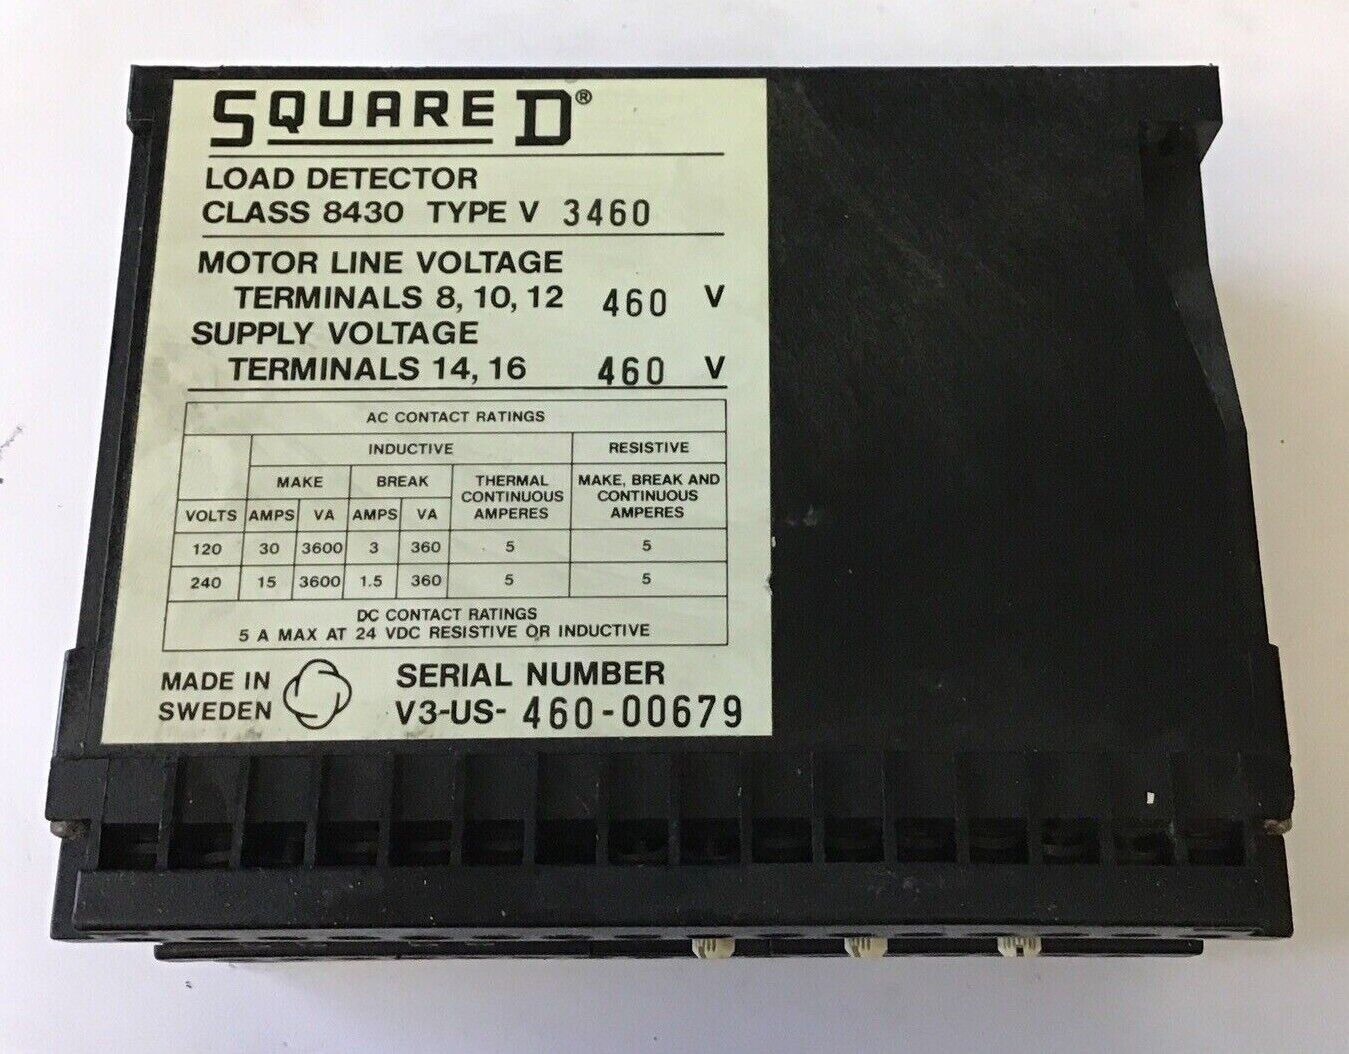 SQUARE D®
LOAD DETECTOR
CLASS 8430 TYPE V 3460
MOTOR LINE VOLTAGE
TERMINALS 8, 10, 12 460 V
SUPPLY VOLTAGE
TERMINALS 14, 16 460 V
AC CONTACT RATINGS
INDUCTIVE RESISTIVE
MAKE BREAK THERMAL CONTINUOUS AMPERES MAKE, BREAK AND CONTINUOUS AMPERES
VOLTS AMPS VA AMPS VA
120 30 3600 3 360 5 5
240 15 3600 1.5 360 5 5
DC CONTACT RATINGS
5 A MAX AT 24 VDC RESISTIVE OR INDUCTIVE
MADE IN SWEDEN
SERIAL NUMBER
V3-US- 460-00679